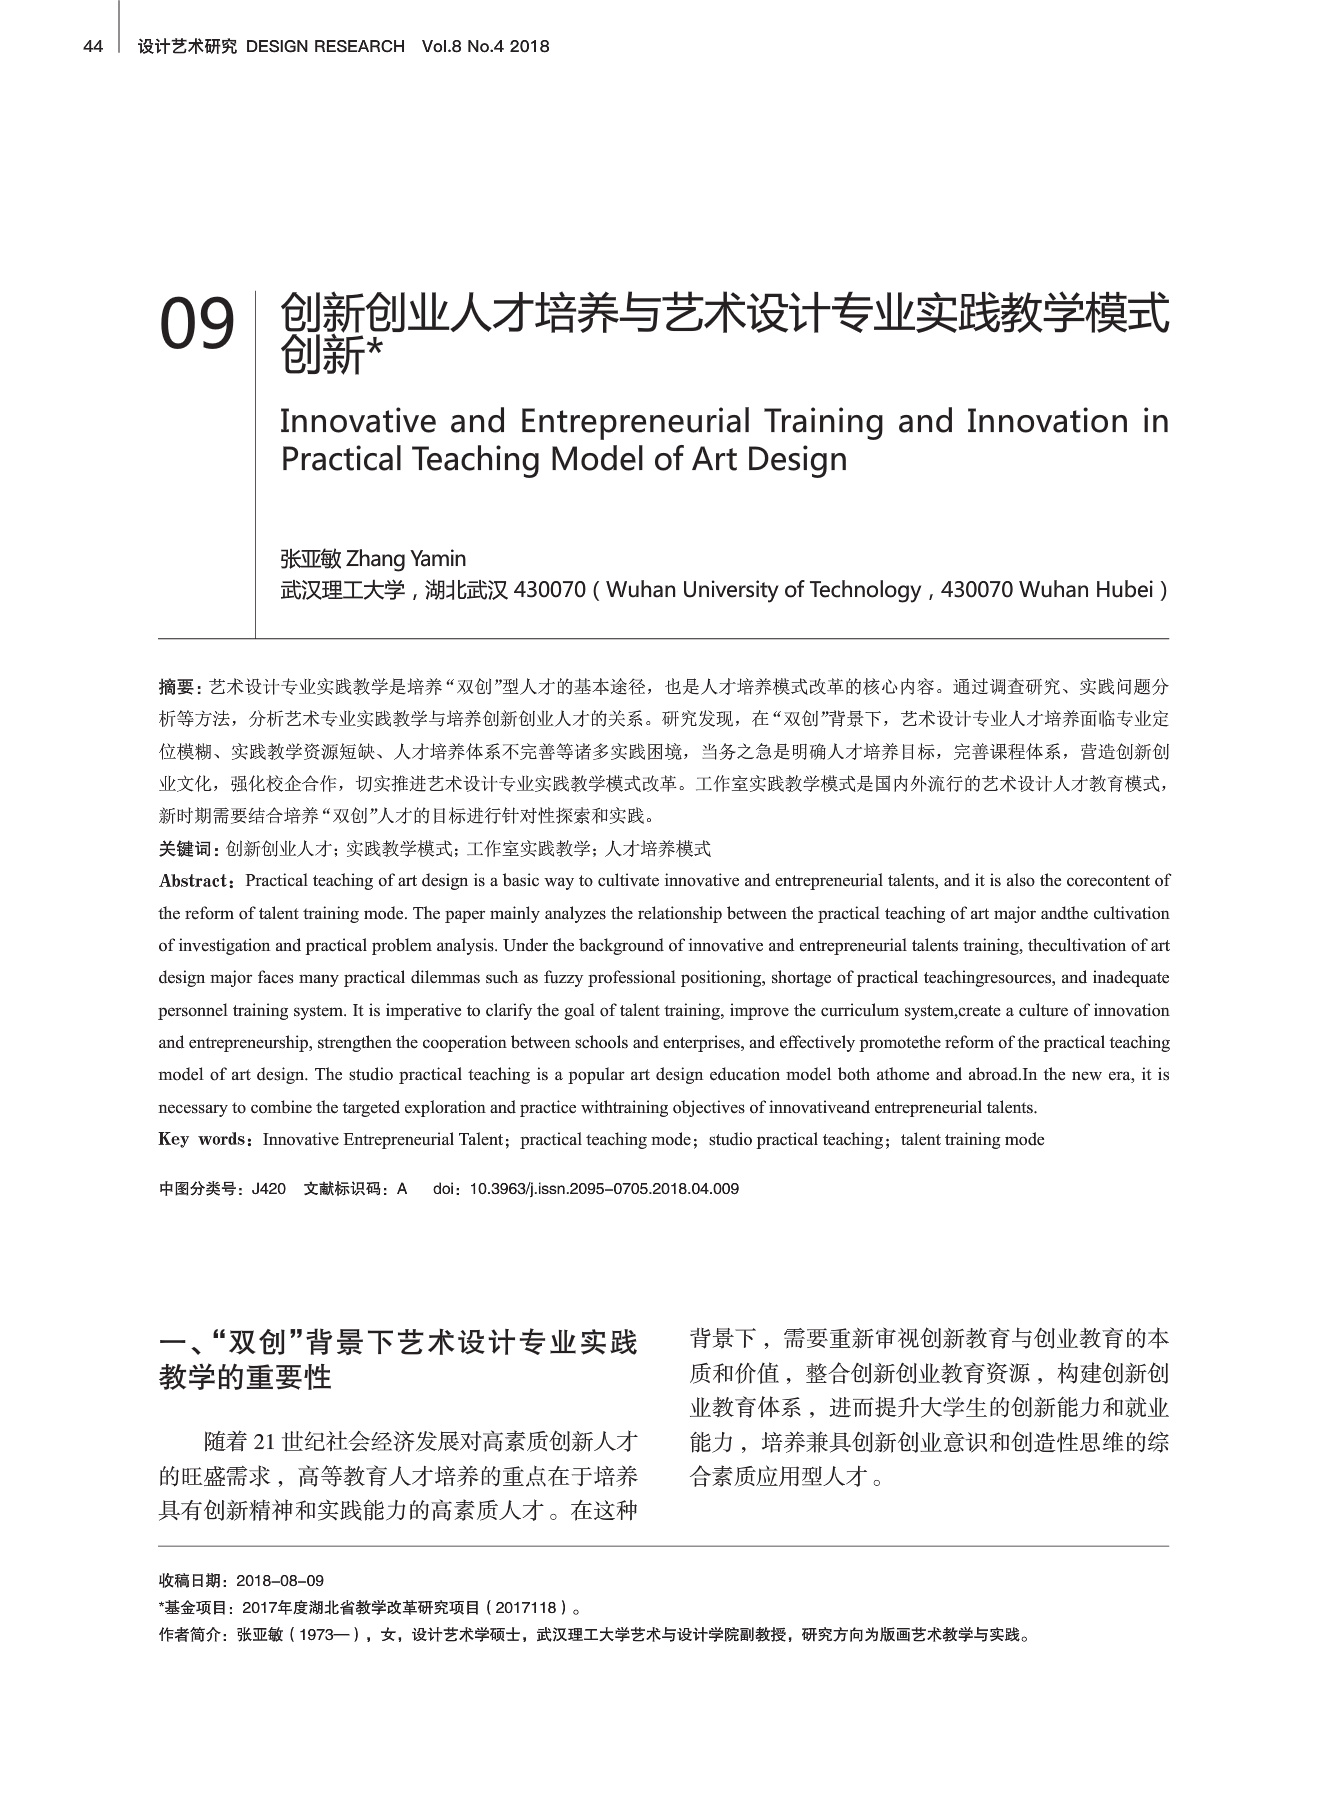 44 设计艺术研究 DESIGN RESEARCH Vol.8 No.4 2018
09
创新创业人才培养与艺术设计专业实践教学模式
创新*
Innovative and Entrepreneurial Training and Innovation in
Practical Teaching Model of Art Design
张亚敏 Zhang Yamin
武汉理工大学，湖北武汉 430070（Wuhan University of Technology，430070 Wuhan Hubei）
摘要：艺术设计专业实践教学是培养“双创”型人才的基本途径，也是人才培养模式改革的核心内容。通过调查研究、实践问题分
析等方法，分析艺术专业实践教学与培养创新创业人才的关系。研究发现，在“双创”背景下，艺术设计专业人才培养面临专业定
位模糊、实践教学资源短缺、人才培养体系不完善等诸多实践困境，当务之急是明确人才培养目标，完善课程体系，营造创新创
业文化，强化校企合作，切实推进艺术设计专业实践教学模式改革。工作室实践教学模式是国内外流行的艺术设计人才教育模式，
新时期需要结合培养“双创”人才的目标进行针对性探索和实践。
关键词：创新创业人才；实践教学模式；工作室实践教学；人才培养模式
Abstract：Practical teaching of art design is a basic way to cultivate innovative and entrepreneurial talents, and it is also the corecontent of
the reform of talent training mode. The paper mainly analyzes the relationship between the practical teaching of art major andthe cultivation
of investigation and practical problem analysis. Under the background of innovative and entrepreneurial talents training, thecultivation of art
design major faces many practical dilemmas such as fuzzy professional positioning, shortage of practical teachingresources, and inadequate
personnel training system. It is imperative to clarify the goal of talent training, improve the curriculum system,create a culture of innovation
and entrepreneurship, strengthen the cooperation between schools and enterprises, and effectively promotethe reform of the practical teaching
model of art design. The studio practical teaching is a popular art design education model both athome and abroad.In the new era, it is
necessary to combine the targeted exploration and practice withtraining objectives of innovativeand entrepreneurial talents.
Key words：Innovative Entrepreneurial Talent；practical teaching mode；studio practical teaching；talent training mode
中图分类号：J420 文献标识码：A doi：10.3963/j.issn.2095-0705.2018.04.009
一、“双创”背景下艺术设计专业实践
教学的重要性
随着 21 世纪社会经济发展对高素质创新人才
的旺盛需求，高等教育人才培养的重点在于培养
具有创新精神和实践能力的高素质人才。在这种
背景下，需要重新审视创新教育与创业教育的本
质和价值，整合创新创业教育资源，构建创新创
业教育体系，进而提升大学生的创新能力和就业
能力，培养兼具创新创业意识和创造性思维的综
合素质应用型人才。
收稿日期：2018-08-09
*基金项目：2017年度湖北省教学改革研究项目（2017118）。
作者简介：张亚敏（1973—），女，设计艺术学硕士，武汉理工大学艺术与设计学院副教授，研究方向为版画艺术教学与实践。